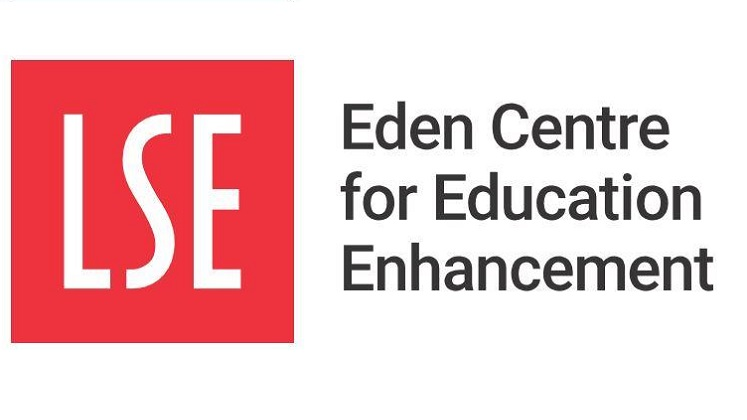 LSE
Eden Centre
for Education
Enhancement